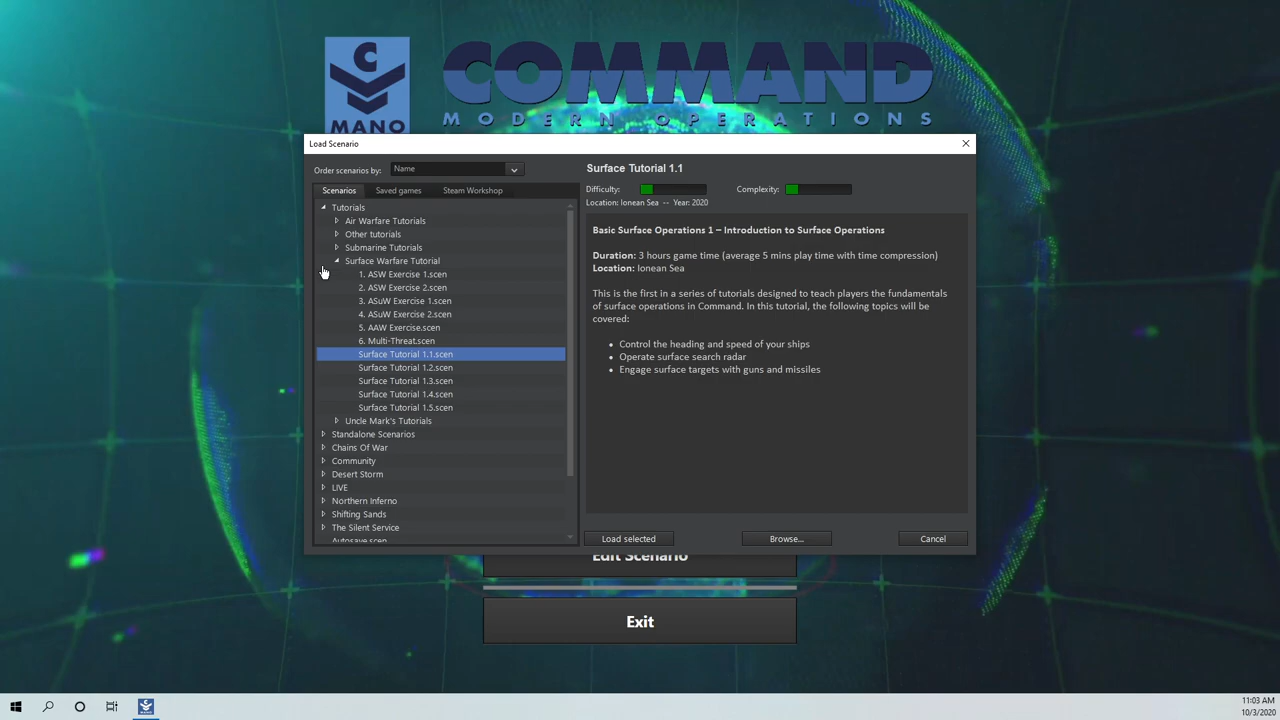 C
MANO
COMMAND
MODERN OPERATIONS
Load Scenario
Order scenarios by: Name
Scenarios Saved games Steam Workshop
Tutorials
Air Warfare Tutorials
Other tutorials
Submarine Tutorials
Surface Warfare Tutorial
1. ASW Exercise 1.scen
2. ASW Exercise 2.scen
3. ASuW Exercise 1.scen
4. ASuW Exercise 2.scen
5. AAW Exercise.scen
6. Multi-Threat.scen
Surface Tutorial 1.1.scen
Surface Tutorial 1.2.scen
Surface Tutorial 1.3.scen
Surface Tutorial 1.4.scen
Surface Tutorial 1.5.scen
Uncle Mark's Tutorials
Standalone Scenarios
Chains Of War
Community
Desert Storm
LIVE
Northern Inferno
Shifting Sands
The Silent Service
Autosave.scen
Surface Tutorial 1.1
Difficulty: Complexity:
Location: Ionean Sea -- Year: 2020
Basic Surface Operations 1 – Introduction to Surface Operations
Duration: 3 hours game time (average 5 mins play time with time compression)
Location: Ionean Sea
This is the first in a series of tutorials designed to teach players the fundamentals
of surface operations in Command. In this tutorial, the following topics will be
covered:
• Control the heading and speed of your ships
• Operate surface search radar
• Engage surface targets with guns and missiles
Load selected Browse... Cancel
Edit Scenario
Exit
MANO
11:03 AM
10/3/2020